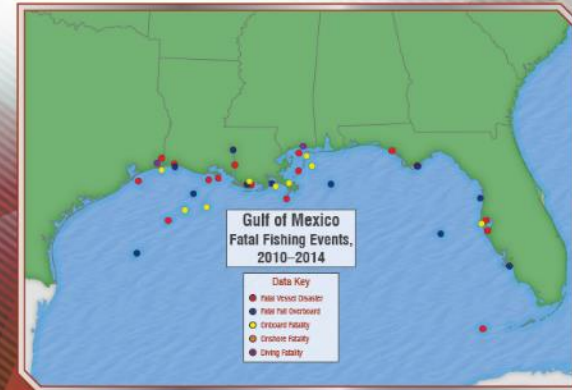 Gulf of Mexico
Fatal Fishing Events,
2010–2014
Data Key
Fatal Vessel Disaster
Fatal Fall Overboard
Onboard Fatality
Onshore Fatality
Diving Fatality